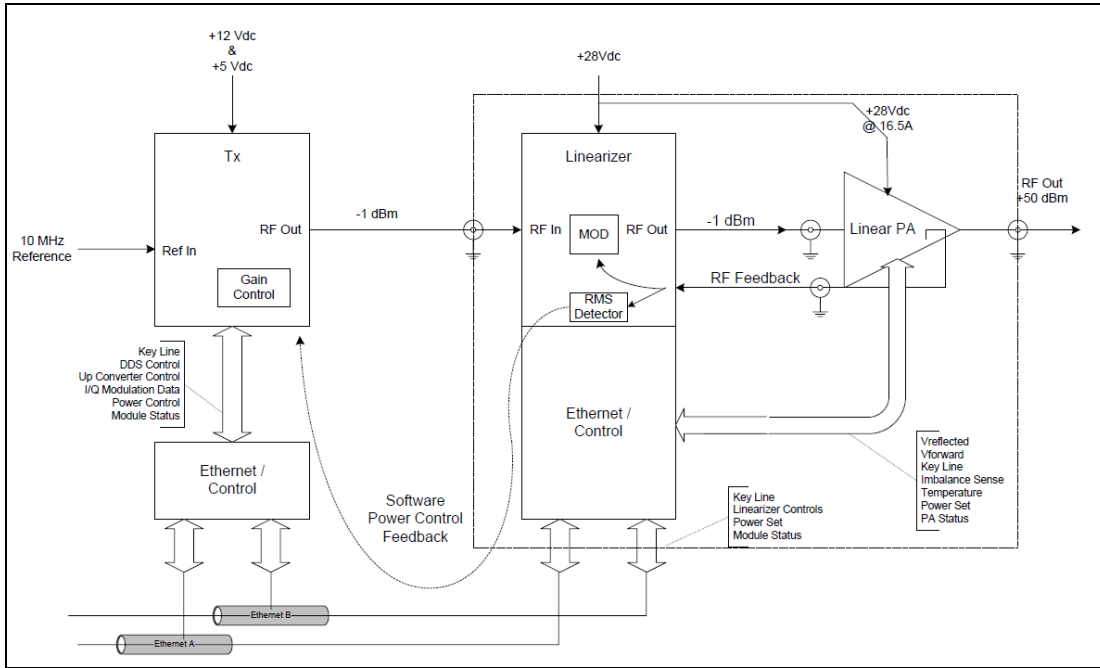 +12 Vdc
&
+5 Vdc
+28Vdc
+28Vdc
@ 16.5A
Tx
Linearizer
RF Out
+50 dBm
-1 dBm
-1 dBm
RF Out
RF In
MOD
RF Out
Linear PA
10 MHz
Reference
Ref In
Gain
Control
RF Feedback
RMS
Detector
Key Line
DDS Control
Up Converter Control
I/Q Modulation Data
Power Control
Module Status
Ethernet /
Control
Ethernet /
Control
Software
Power Control
Feedback
Key Line
Linearizer Controls
Power Set
Module Status
Vreflected
Vforward
Key Line
Imbalance Sense
Temperature
Power Set
PA Status
Ethernet B
Ethernet A